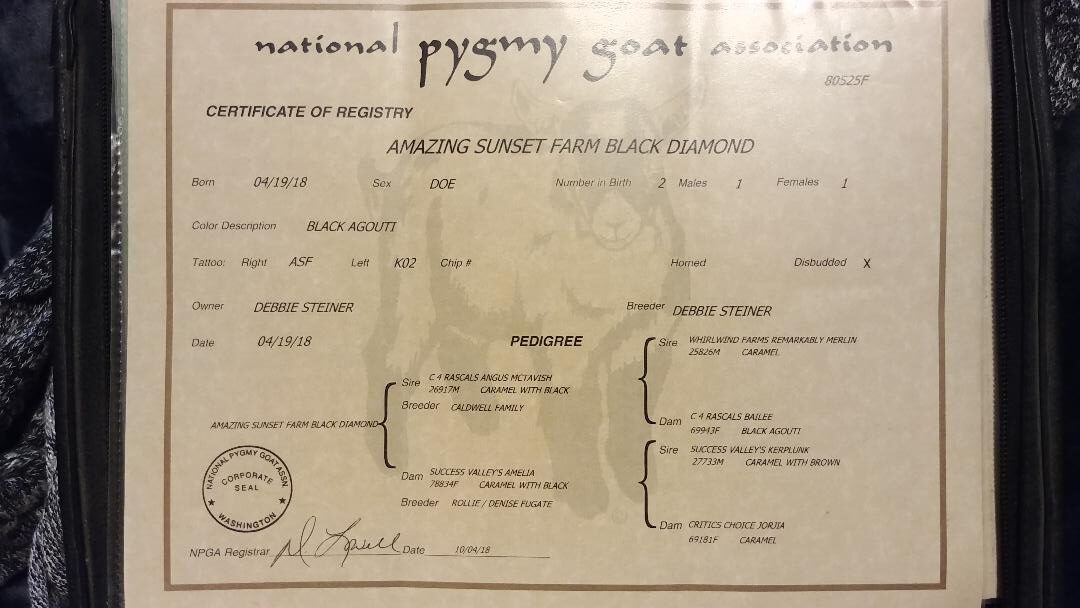 national pygmy goat association
80525F
CERTIFICATE OF REGISTRY
AMAZING SUNSET FARM BLACK DIAMOND
Born 04/19/18 Sex DOE Number in Birth 2 Males 1 Females 1
Color Description BLACK AGOUTI
Tattoo: Right ASF Left K02 Chip # Horned Disbudded X
Owner DEBBIE STEINER Breeder DEBBIE STEINER
Date 04/19/18 PEDIGREE
Sire WHIRLWIND FARMS REMARKABLY MERLIN
25826M CARAMEL
Sire C 4 RASCALS ANGUS MCTAVISH
26917M CARAMEL WITH BLACK
Breeder CALDWELL FAMILY
Dam C 4 RASCALS BAILEE
69943F BLACK AGOUTI
AMAZING SUNSET FARM BLACK DIAMOND
Sire SUCCESS VALLEY'S KERPLUNK
27733M CARAMEL WITH BROWN
Dam SUCCESS VALLEY'S AMELIA
78834F CARAMEL WITH BLACK
Breeder ROLLIE / DENISE FUGATE
Dam CRITICS CHOICE JORJIA
69181F CARAMEL
NATIONAL PYGMY GOAT ASSN.
CORPORATE
SEAL
WASHINGTON
NPGA Registrar Date 10/04/18